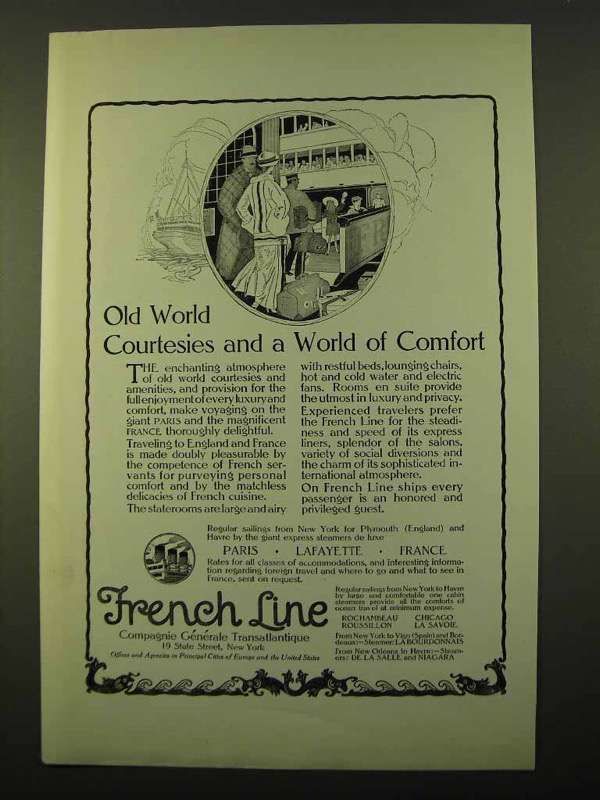 Old World
Courtesies and a World of Comfort
THE enchanting atmosphere
of old world courtesies and
amenities, and provision for the
full enjoyment of every luxury and
comfort, make voyaging on the
giant PARIS and the magnificent
FRANCE thoroughly delightful.
Traveling to England and France
is made doubly pleasurable by
the competence of French ser-
vants for purveying personal
comfort and by the matchless
delicacies of French cuisine.
The staterooms are large and airy
with restful beds, lounging chairs,
hot and cold water and electric
fans. Rooms en suite provide
the utmost in luxury and privacy.
Experienced travelers prefer
the French Line for the steadi-
ness and speed of its express
liners, splendor of the salons,
variety of social diversions and
the charm of its sophisticated in-
ternational atmosphere.
On French Line ships every
passenger is an honored and
privileged guest.
Regular sailings from New York for Plymouth (England) and
Havre by the giant express steamers de luxe
PARIS · LAFAYETTE · FRANCE
Rates for all classes of accommodations, and interesting informa-
tion regarding foreign travel and where to go and what to see in
France, sent on request.
French Line
Compagnie Générale Transatlantique
19 State Street, New York
Offices and Agencies in Principal Cities of Europe and the United States
Regular sailings from New York to Havre
by large and comfortable one cabin
steamers provide all the comforts of
ocean travel at minimum expense.
ROCHAMBEAU CHICAGO
ROUSSILLON LA SAVOIE
From New York to Vigo (Spain) and Bor-
deaux—Steamer: LA BOURDONNAIS
From New Orleans to Havre—Steam-
ers: DE LA SALLE and NIAGARA